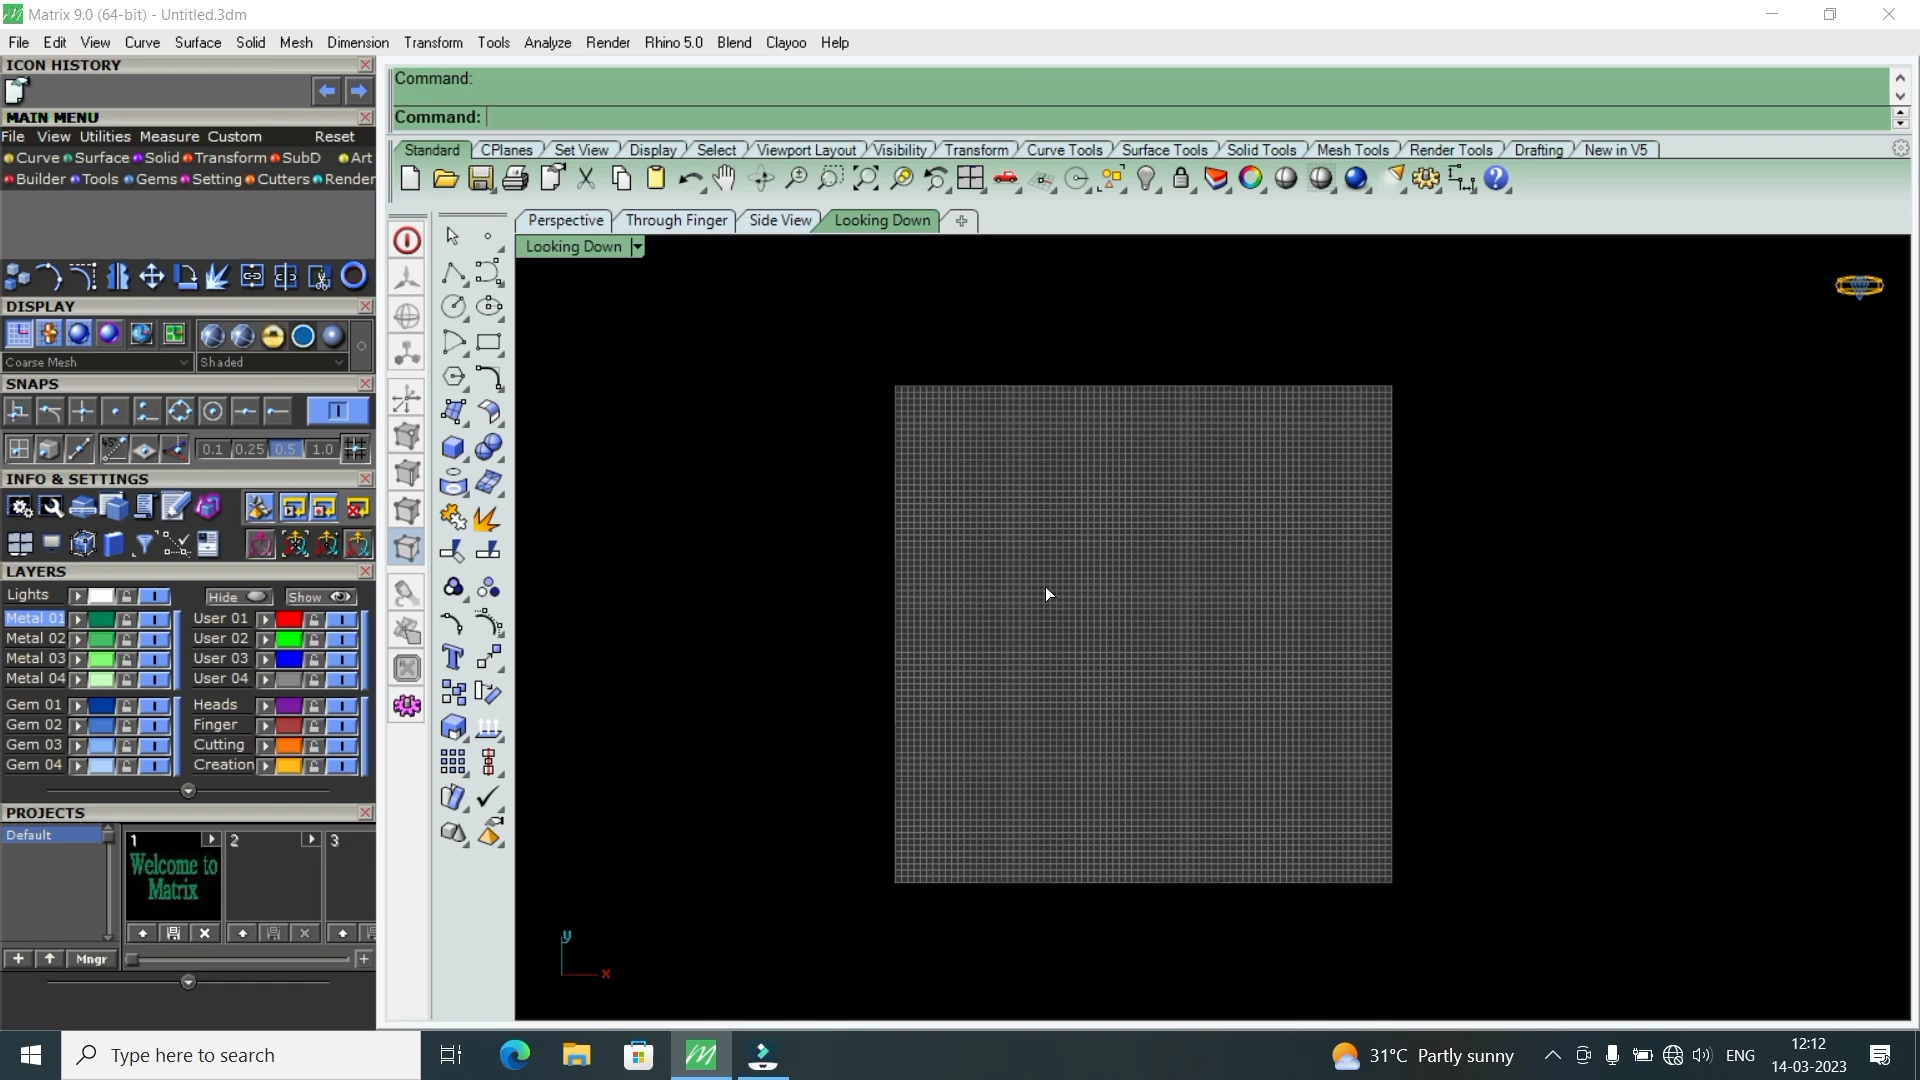 Matrix 9.0 (64-bit) - Untitled.3dm
File Edit View Curve Surface Solid Mesh Dimension Transform Tools Analyze Render Rhino 5.0 Blend Clayoo Help
ICON HISTORY
MAIN MENU
File View Utilities Measure Custom Reset
Curve Surface Solid Transform SubD Art
Builder Tools Gems Setting Cutters Render
DISPLAY
Coarse Mesh Shaded
SNAPS
0.1 0.25 0.5 1.0
INFO & SETTINGS
LAYERS
Lights Hide Show
Metal 01 User 01
Metal 02 User 02
Metal 03 User 03
Metal 04 User 04
Gem 01 Heads
Gem 02 Finger
Gem 03 Cutting
Gem 04 Creation
PROJECTS
Default 1 2 3
Welcome to
Matrix
Mngr
Command:
Command:
Standard CPlanes Set View Display Select Viewport Layout Visibility Transform Curve Tools Surface Tools Solid Tools Mesh Tools Render Tools Drafting New in V5
Perspective Through Finger Side View Looking Down
Looking Down
y
x
Type here to search
31°C Partly sunny
ENG
12:12
14-03-2023